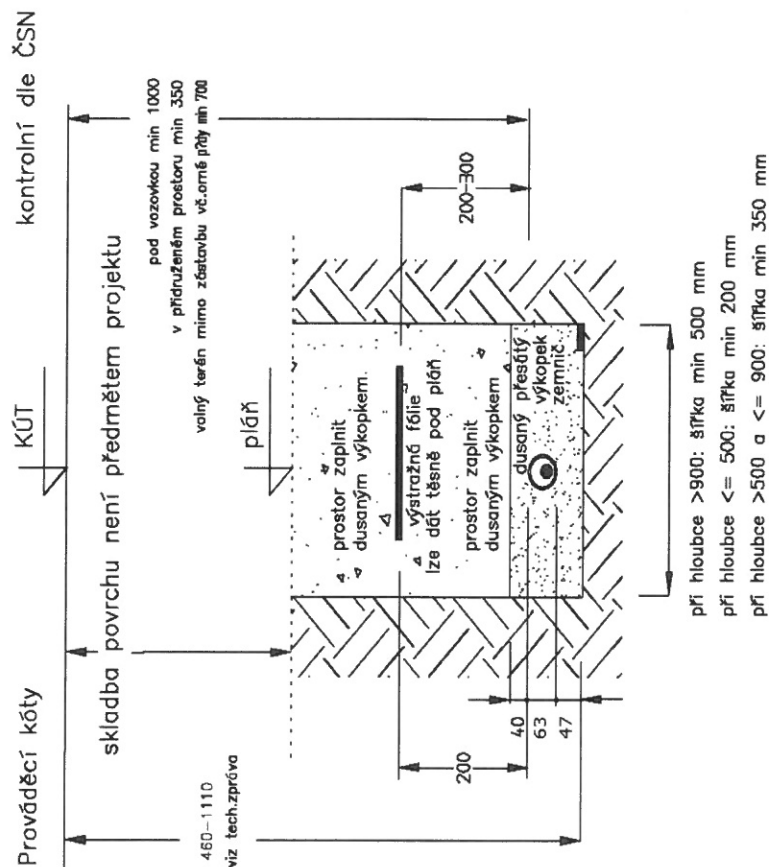 Prováděcí kóty
KÚT
kontrolní dle ČSN
skladba povrchu není předmětem projektu
pod vozovkou min 1000
v přidruženém prostoru min 350
volný terén mimo zástavbu vč.orné půdy min 700
460-1110
viz tech.zpráva
pláň
prostor zaplnit
dusaným výkopkem
výstražná fólie
lze dát těsně pod pláň
prostor zaplnit
dusaným výkopkem
dusaný přesátý
výkopek
zemnič
200
40
63
47
200-300
při hloubce >900: šířka min 500 mm
při hloubce <= 500: šířka min 200 mm
při hloubce >500 a <= 900: šířka min 350 mm